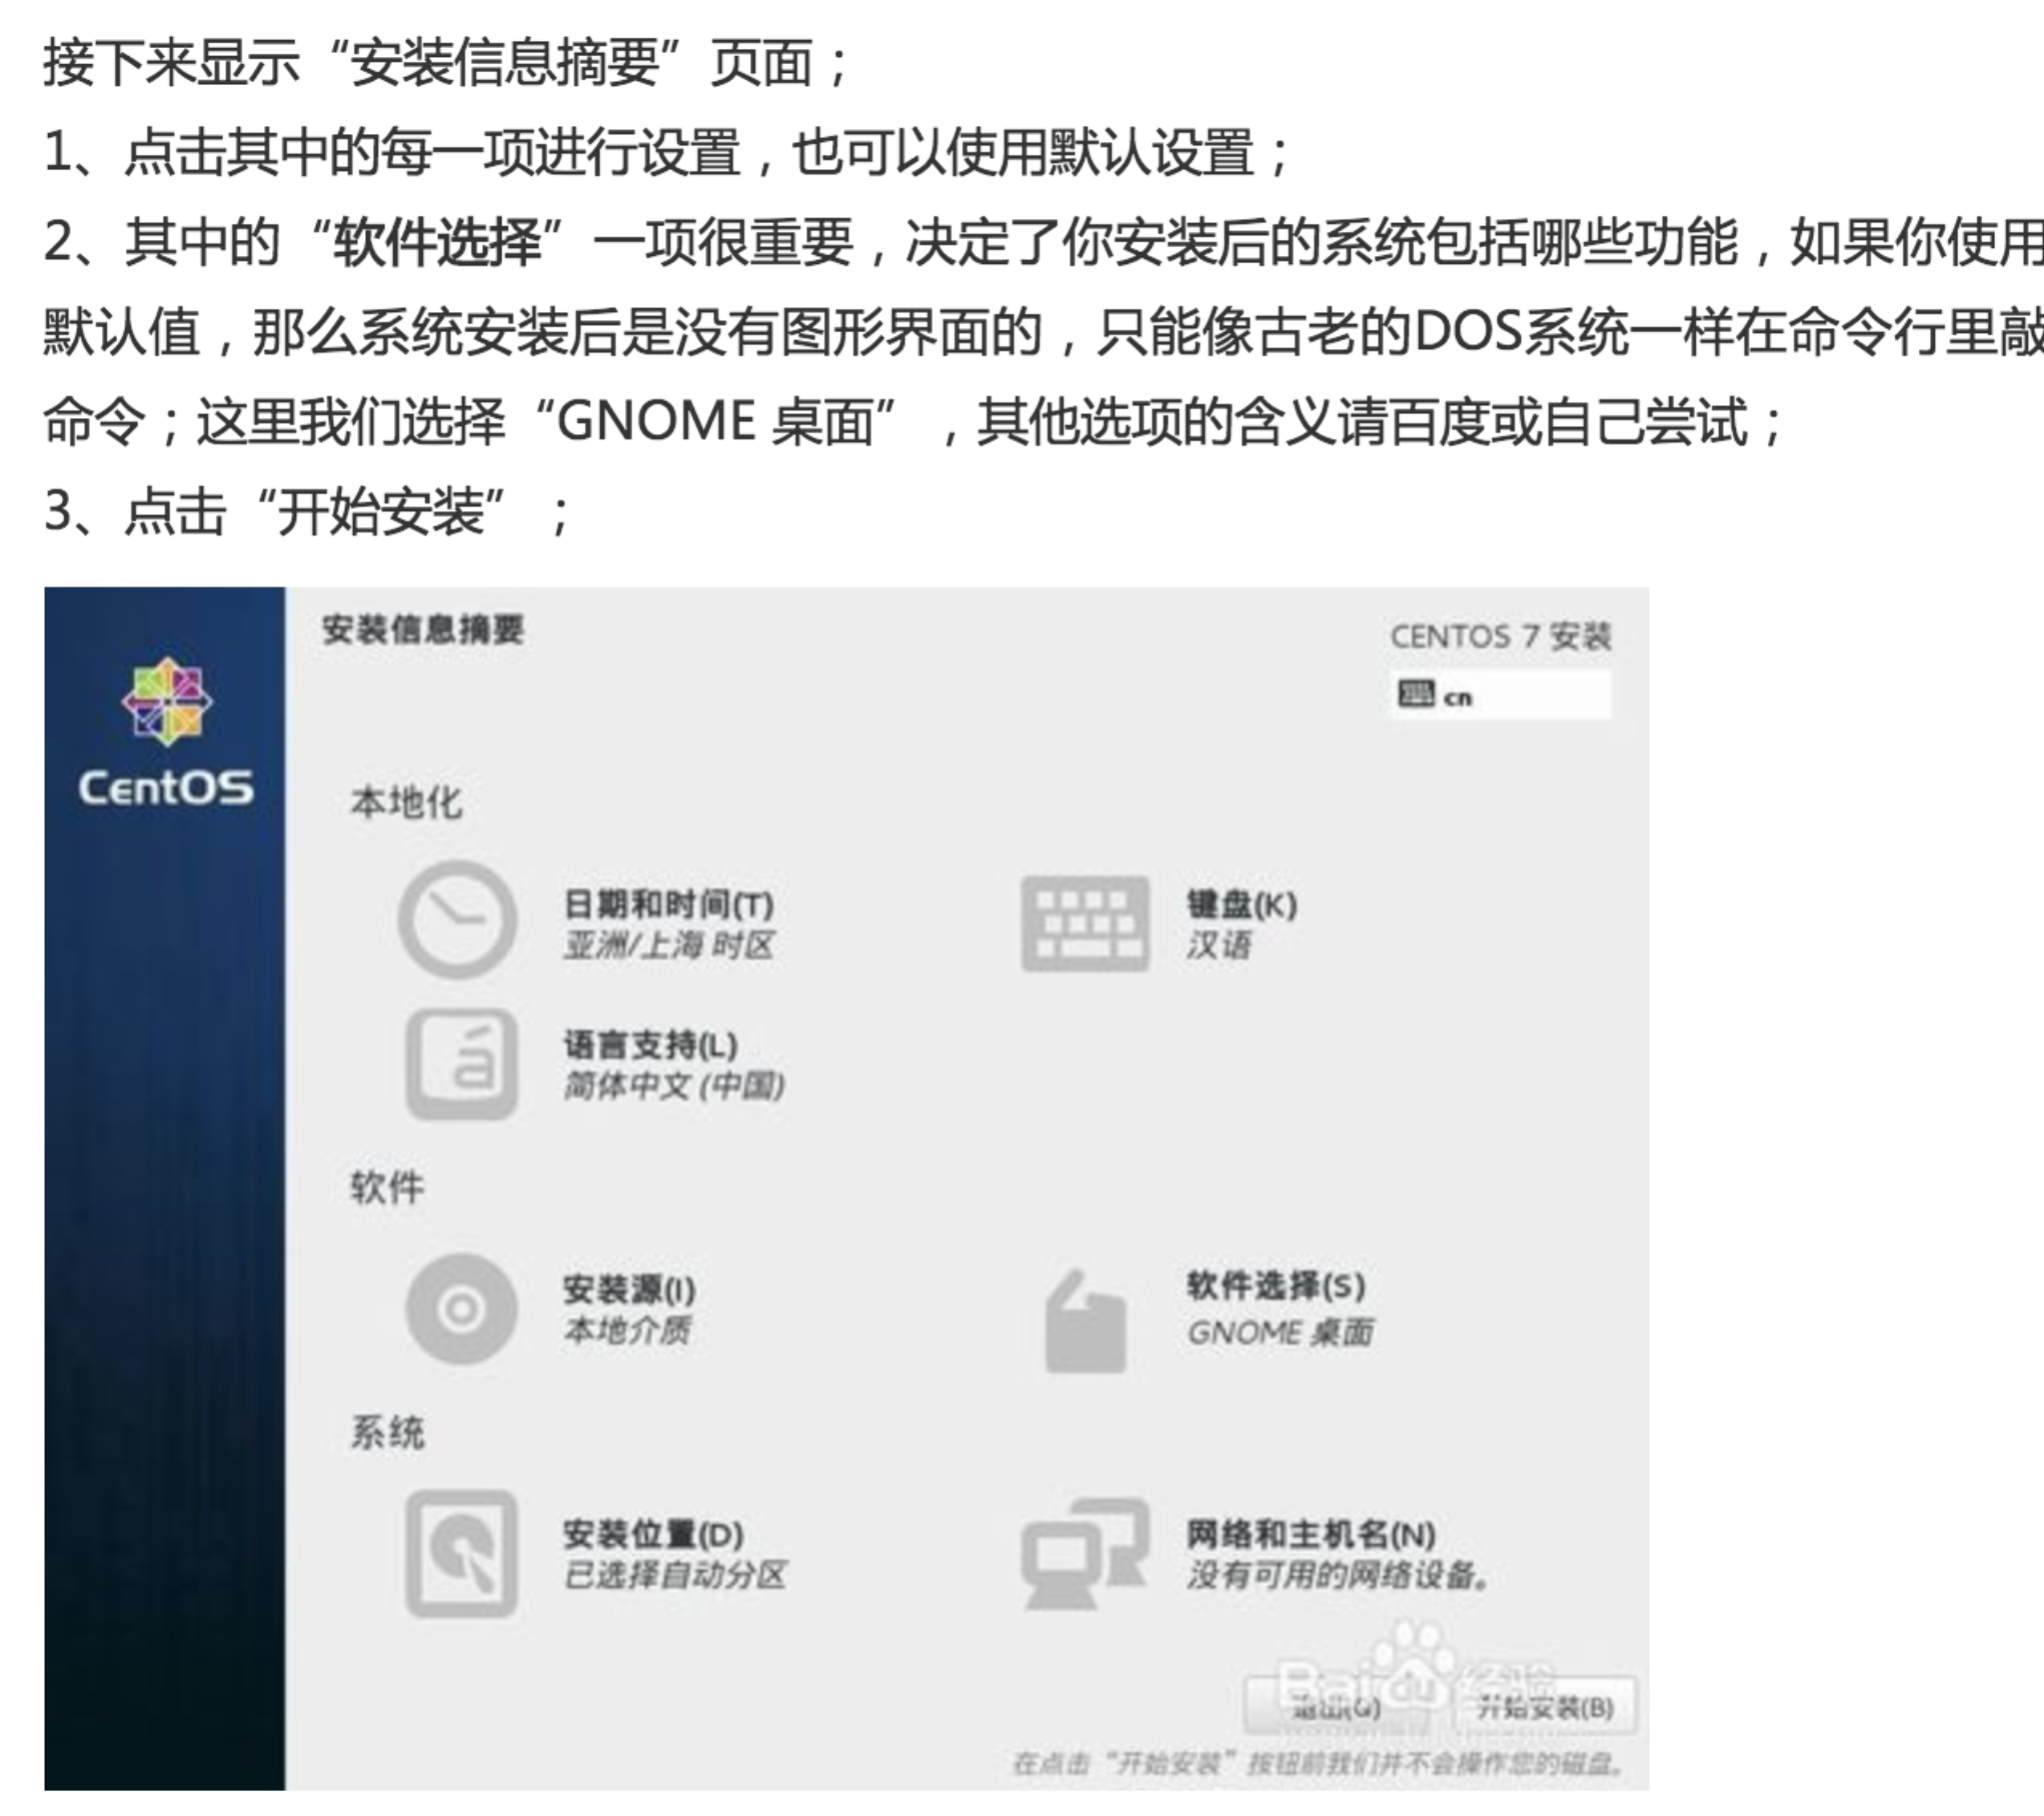 接下来显示“安装信息摘要”页面；
1、点击其中的每一项进行设置，也可以使用默认设置；
2、其中的“软件选择”一项很重要，决定了你安装后的系统包括哪些功能，如果你使用
默认值，那么系统安装后是没有图形界面的，只能像古老的DOS系统一样在命令行里敲
命令；这里我们选择“GNOME 桌面”，其他选项的含义请百度或自己尝试；
3、点击“开始安装”；
安装信息摘要
CENTOS 7 安装
cn
CentOS
本地化
日期和时间(T)
亚洲/上海 时区
键盘(K)
汉语
语言支持(L)
简体中文 (中国)
软件
安装源(I)
本地介质
软件选择(S)
GNOME 桌面
系统
安装位置(D)
已选择自动分区
网络和主机名(N)
没有可用的网络设备。
Baidu 经验
退出(Q)
开始安装(B)
在点击“开始安装”按钮前我们并不会操作您的磁盘。